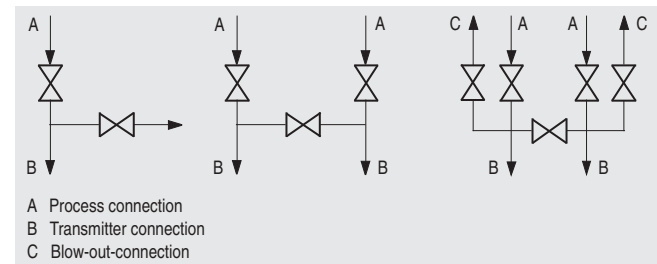 A A A C A A C
B B B B B
A Process connection
B Transmitter connection
C Blow-out-connection